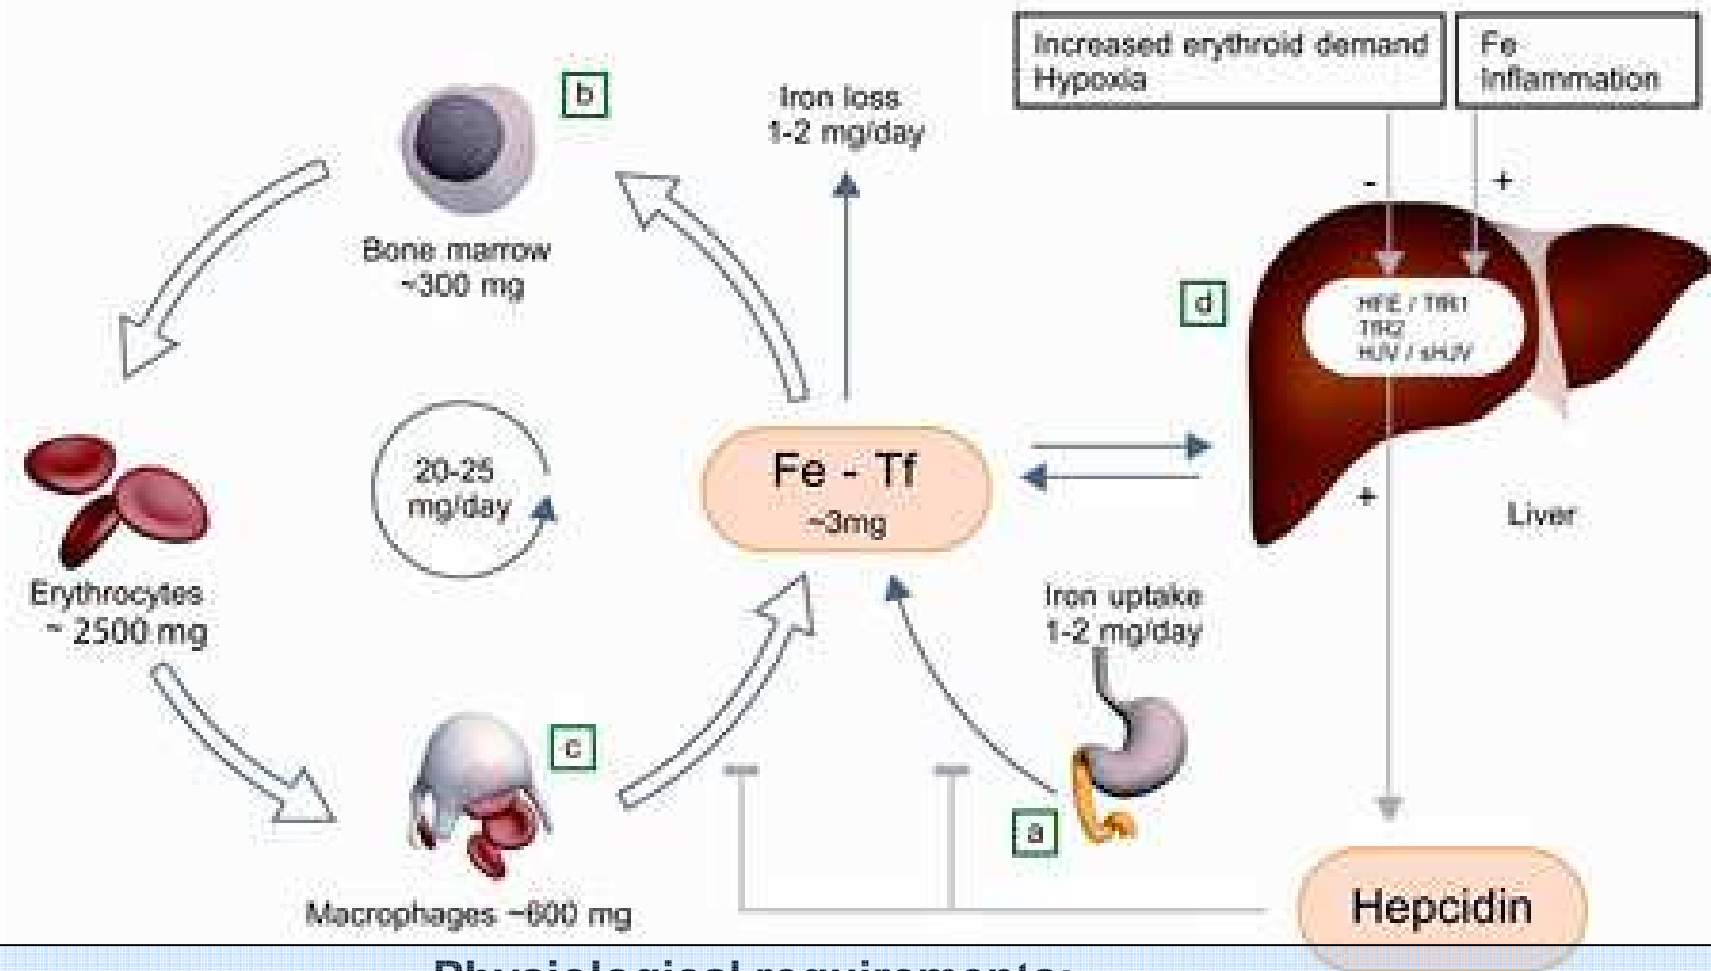 Increased erythroid demand
Hypoxia
Fe
Inflammation
b
Iron loss
1-2 mg/day
-
+
Bone marrow
~300 mg
d
HFE / TfR1
TfR2
HJV / sHJV
20-25
mg/day
Fe - Tf
~3mg
+
Liver
Erythrocytes
~ 2500 mg
Iron uptake
1-2 mg/day
c
a
Macrophages ~600 mg
Hepcidin
Physiological requirements: